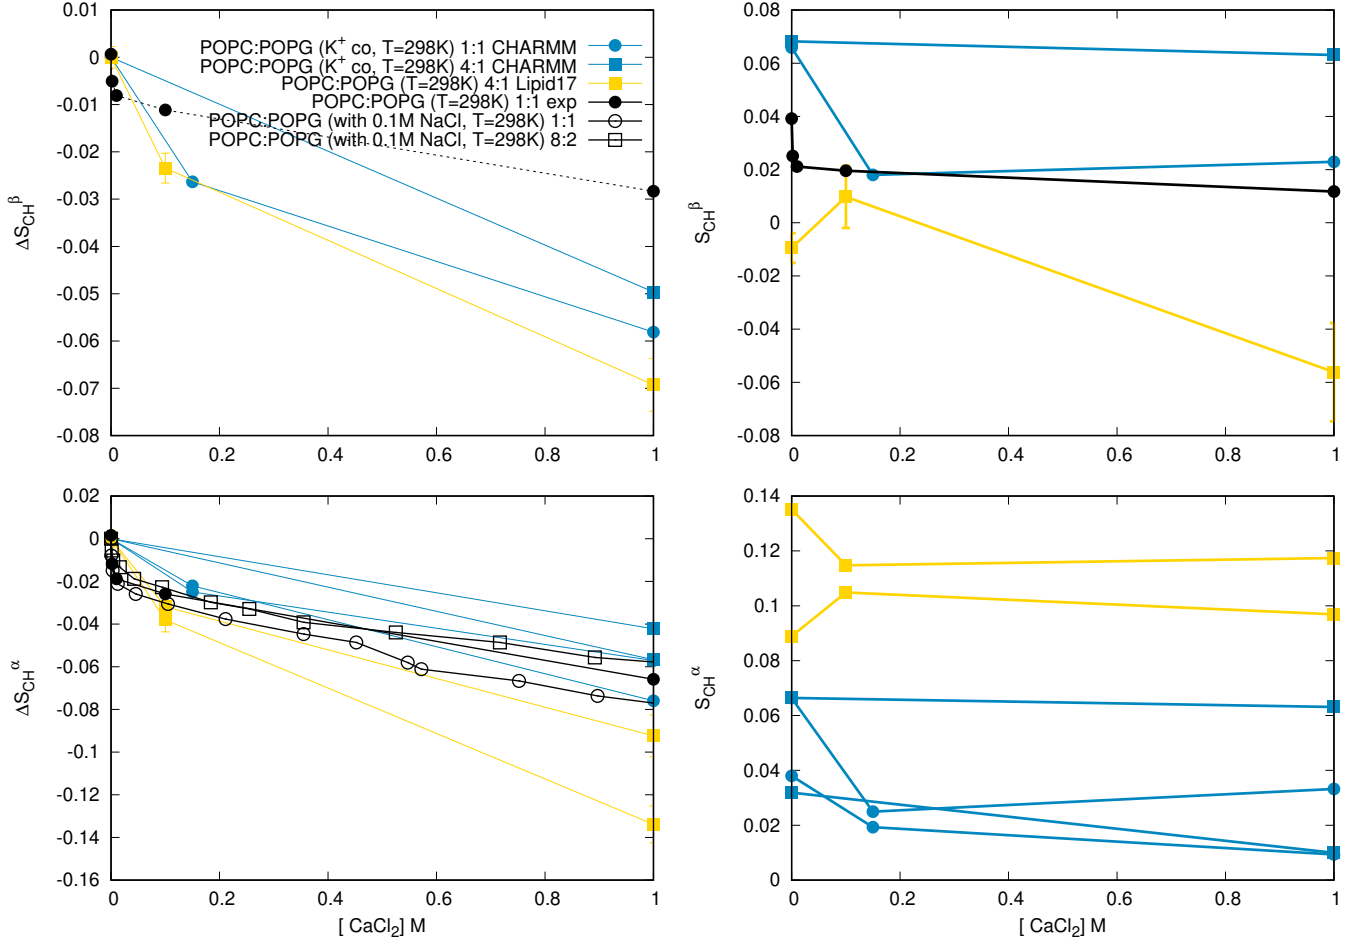 0.01
0
-0.01
-0.02
-0.03
-0.04
-0.05
-0.06
-0.07
-0.08
0 0.2 0.4 0.6 0.8 1
ΔS_CH^β
POPC:POPG (K⁺ co, T=298K) 1:1 CHARMM
POPC:POPG (K⁺ co, T=298K) 4:1 CHARMM
POPC:POPG (T=298K) 4:1 Lipid17
POPC:POPG (T=298K) 1:1 exp
POPC:POPG (with 0.1M NaCl, T=298K) 1:1
POPC:POPG (with 0.1M NaCl, T=298K) 8:2
0.08
0.06
0.04
0.02
0
-0.02
-0.04
-0.06
-0.08
0 0.2 0.4 0.6 0.8 1
S_CH^β
0.02
0
-0.02
-0.04
-0.06
-0.08
-0.1
-0.12
-0.14
-0.16
0 0.2 0.4 0.6 0.8 1
ΔS_CH^α
[ CaCl₂] M
0.14
0.12
0.1
0.08
0.06
0.04
0.02
0
0 0.2 0.4 0.6 0.8 1
S_CH^α
[ CaCl₂] M